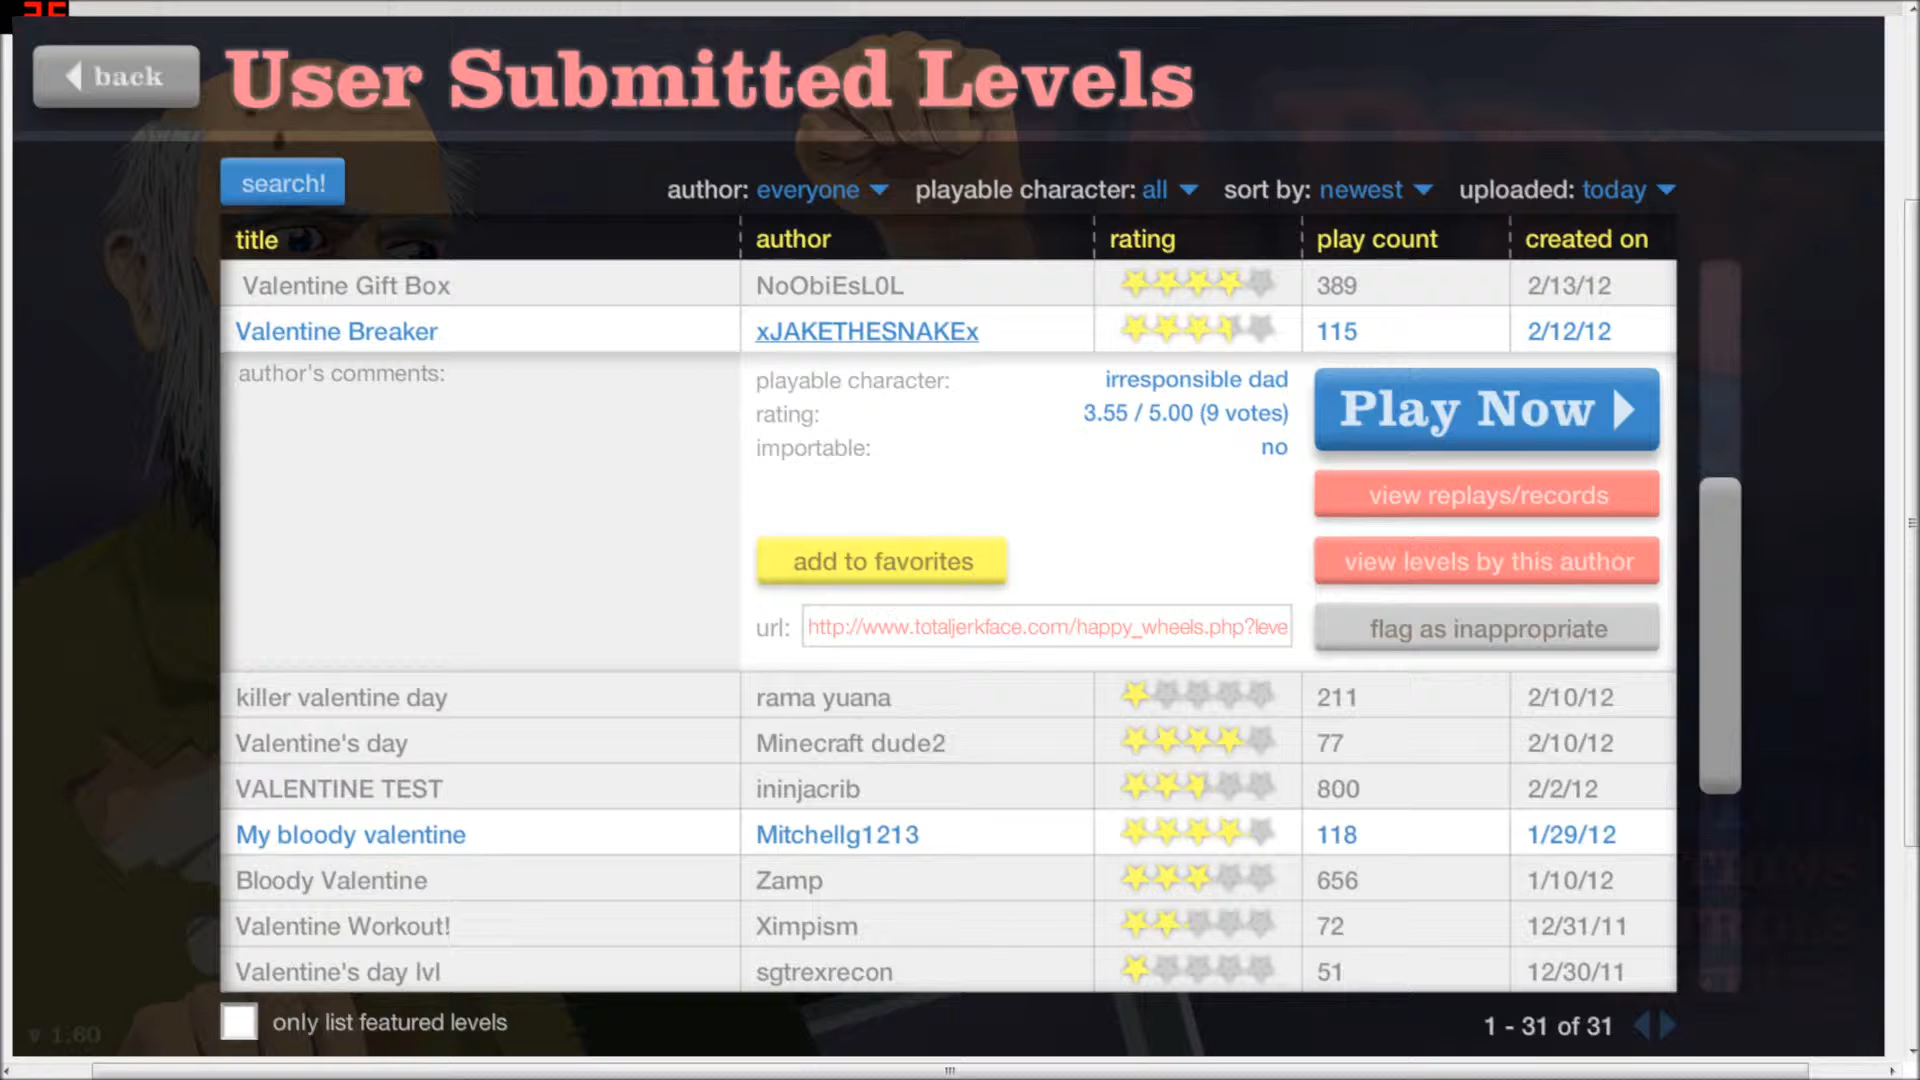 35
back
User Submitted Levels
search!
author: everyone playable character: all sort by: newest uploaded: today
title author rating play count created on
Valentine Gift Box NoObiEsL0L 389 2/13/12
Valentine Breaker xJAKETHESNAKEx 115 2/12/12
author's comments:
playable character: irresponsible dad
rating: 3.55 / 5.00 (9 votes)
importable: no
Play Now
view replays/records
add to favorites
view levels by this author
url: http://www.totaljerkface.com/happy_wheels.php?leve
flag as inappropriate
killer valentine day rama yuana 211 2/10/12
Valentine's day Minecraft dude2 77 2/10/12
VALENTINE TEST ininjacrib 800 2/2/12
My bloody valentine Mitchellg1213 118 1/29/12
Bloody Valentine Zamp 656 1/10/12
Valentine Workout! Ximpism 72 12/31/11
Valentine's day lvl sgtrexrecon 51 12/30/11
only list featured levels
1 - 31 of 31
v 1.60